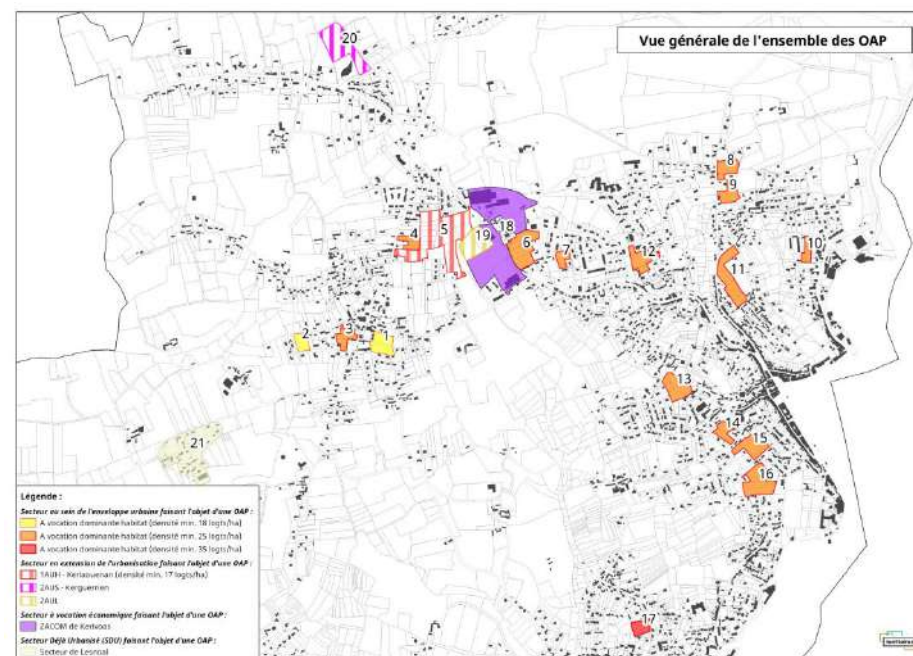 Vue générale de l'ensemble des OAP
20
8
9
5
4
18
19
6
7
12
10
11
3
2
1
13
21
14
15
16
17
Légende :
Secteur au sein de l'enveloppe urbaine faisant l'objet d'une OAP :
A vocation dominante habitat (densité min. 18 logts/ha)
A vocation dominante habitat (densité min. 25 logts/ha)
A vocation dominante habitat (densité min. 35 logts/ha)
Secteur en extension de l'urbanisation faisant l'objet d'une OAP :
1AUH - Kerlaouenan (densité min. 17 logts/ha)
2AUS - Kerguerrien
2AUL
Secteur à vocation économique faisant l'objet d'une OAP :
ZACOM de Kerivoas
Secteur Déjà Urbanisé (SDU) faisant l'objet d'une OAP :
Secteur de